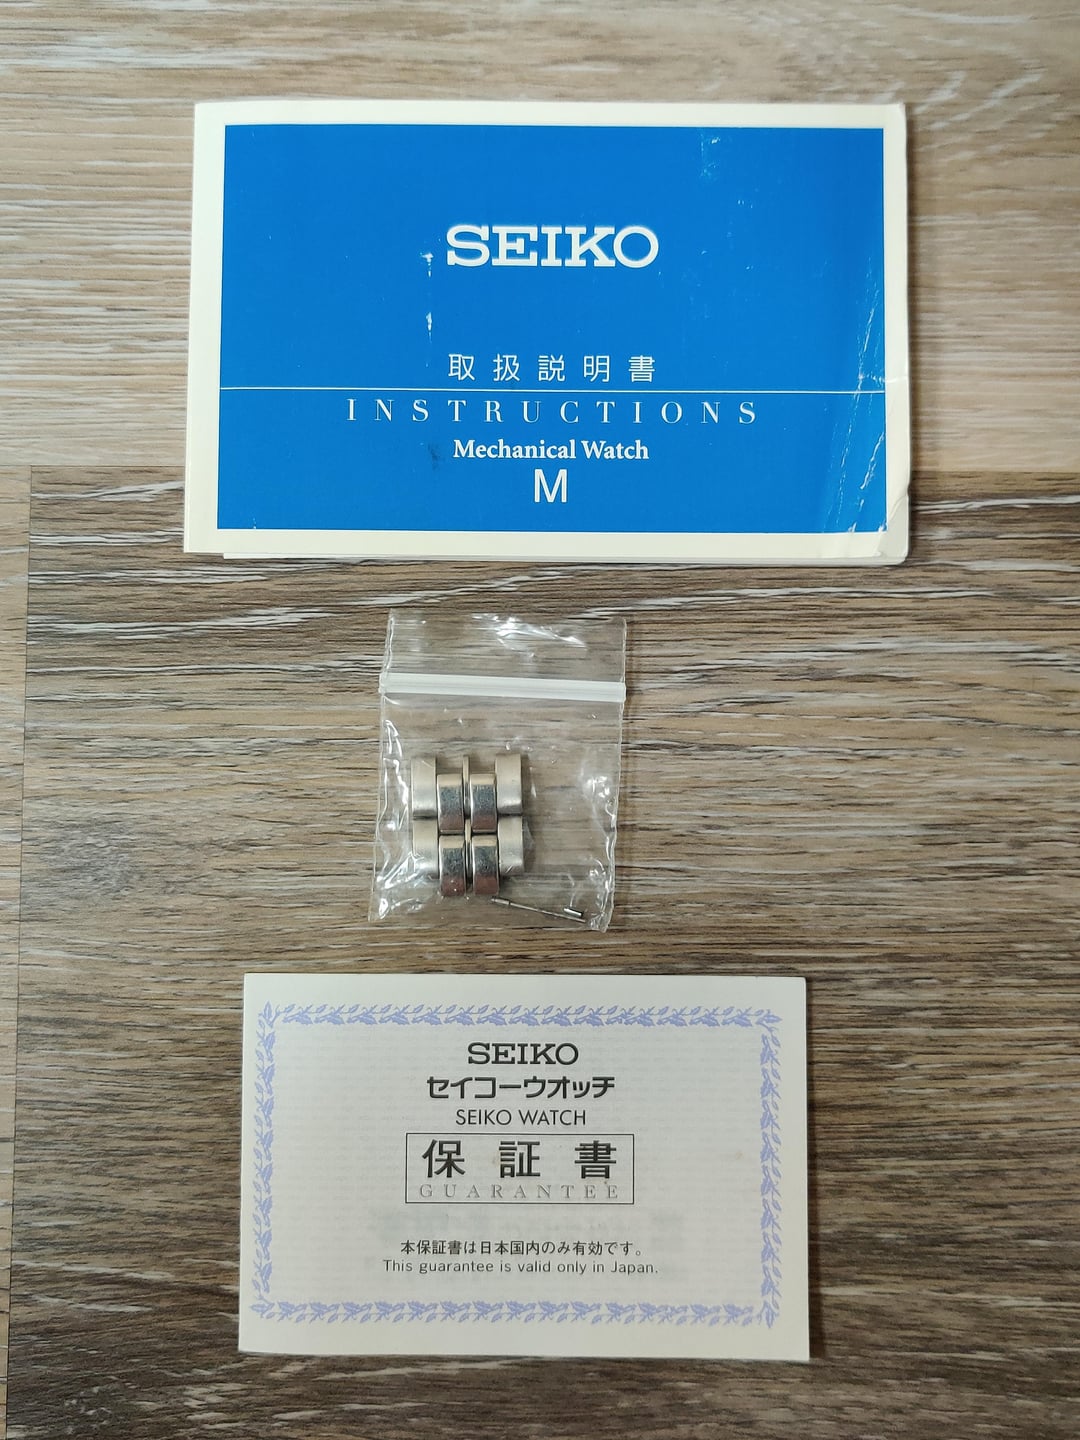 SEIKO
取扱説明書
INSTRUCTIONS
Mechanical Watch
M
SEIKO
セイコーウオッチ
SEIKO WATCH
保証書
GUARANTEE
本保証書は日本国内のみ有効です。
This guarantee is valid only in Japan.